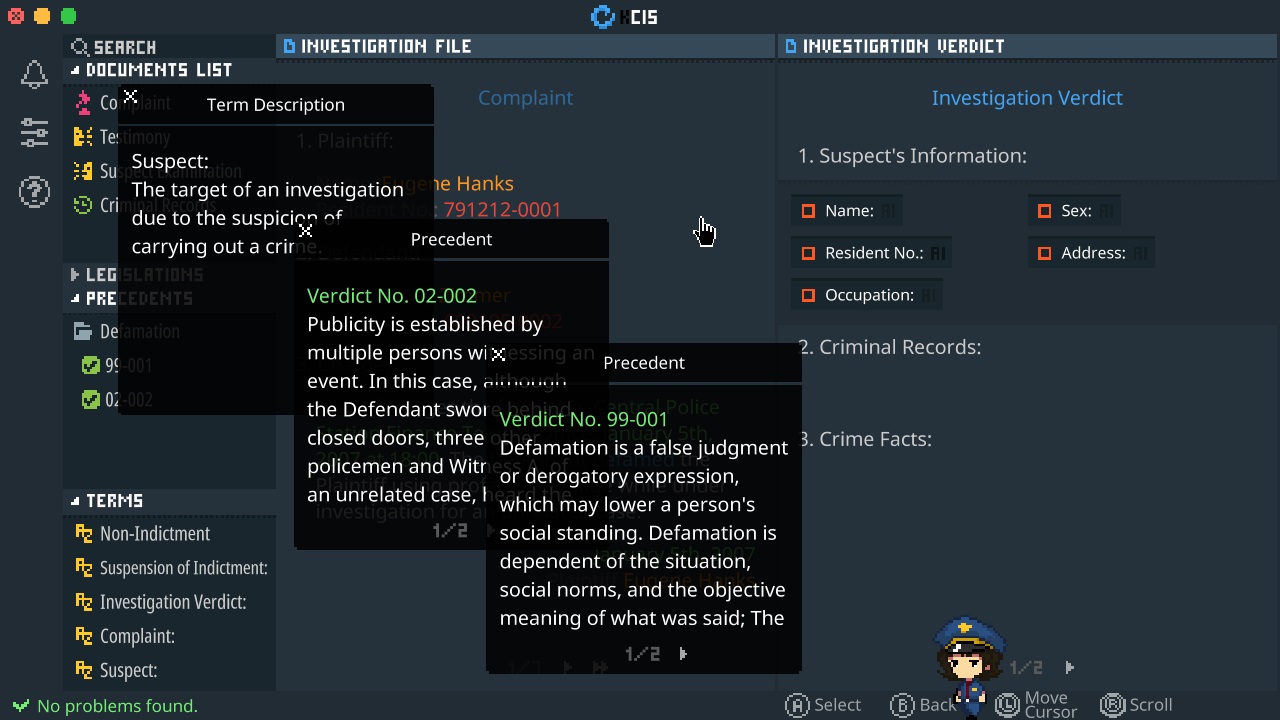 KCIS
SEARCH
DOCUMENTS LIST
Complaint
Testimony
Suspect Examination
Criminal Records
LEGISLATIONS
PRECEDENTS
Defamation
99-001
02-002
TERMS
Non-Indictment
Suspension of Indictment:
Investigation Verdict:
Complaint:
Suspect:
No problems found.
INVESTIGATION FILE
Complaint
1. Plaintiff:
Eugene Hanks
791212-0001
Term Description
Suspect:
The target of an investigation
due to the suspicion of
carrying out a crime.
Precedent
Verdict No. 02-002
Publicity is established by
multiple persons witnessing an
event. In this case, although
the Defendant swore behind
closed doors, three other
policemen and Witness A, of
an unrelated case, heard the
1/2
Precedent
Verdict No. 99-001
Defamation is a false judgment
or derogatory expression,
which may lower a person's
social standing. Defamation is
dependent of the situation,
social norms, and the objective
meaning of what was said; The
1/2
INVESTIGATION VERDICT
Investigation Verdict
1. Suspect's Information:
Name:
Sex:
Resident No.:
Address:
Occupation:
2. Criminal Records:
3. Crime Facts:
1/2
A Select
B Back
L Move
Cursor
R Scroll